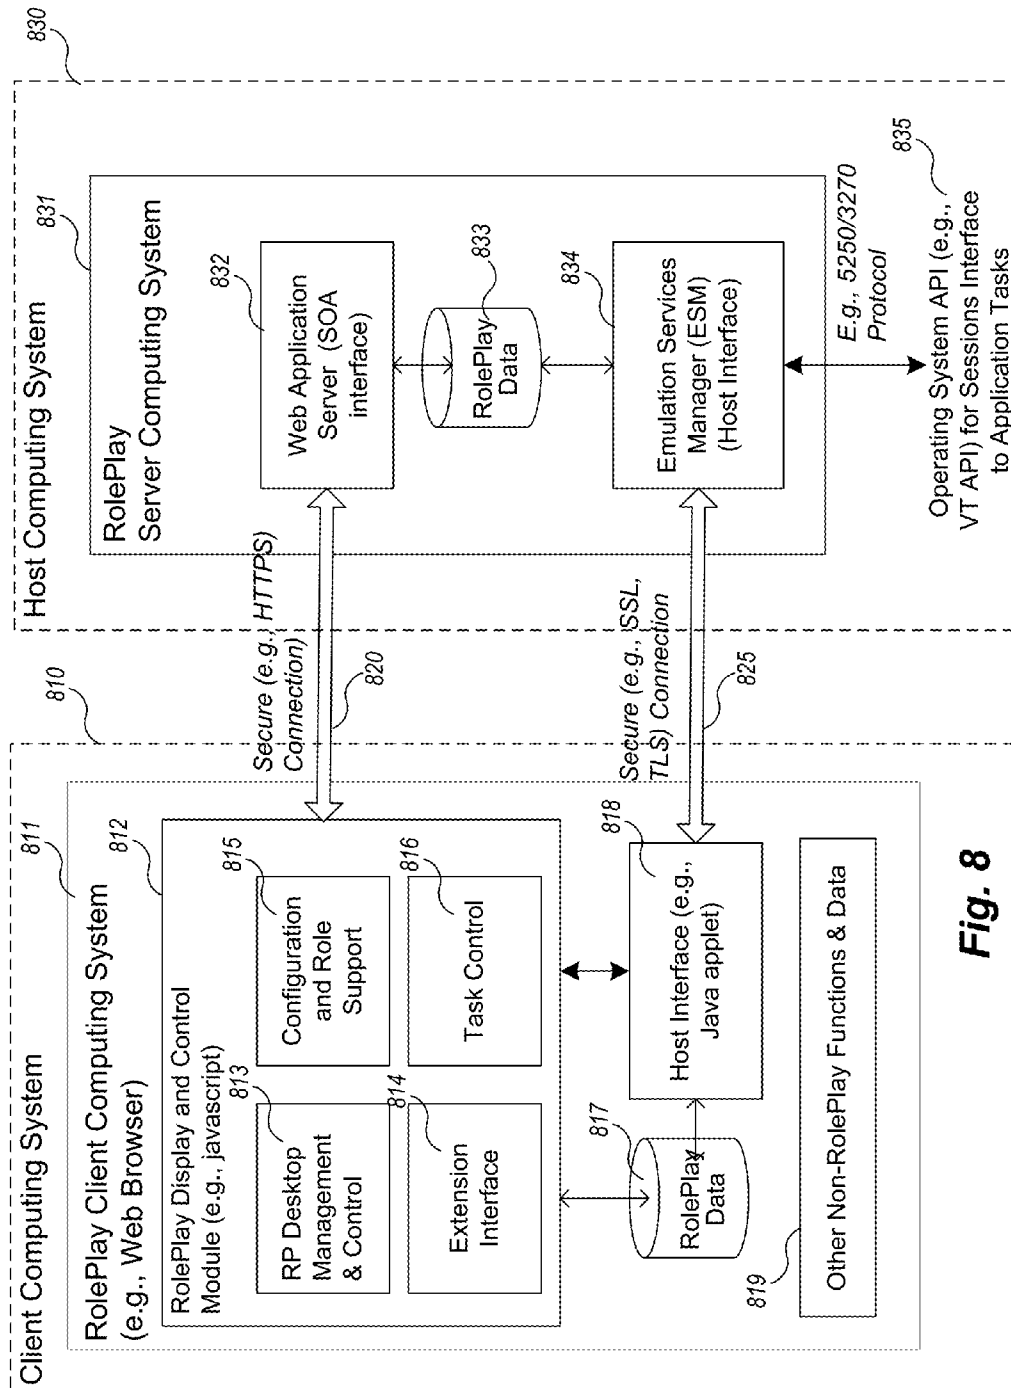 Client Computing System
810
RolePlay Client Computing System
(e.g., Web Browser)
811
RolePlay Display and Control
Module (e.g., javascript)
812
RP Desktop
Management
& Control
813
Configuration
and Role
Support
815
Extension
Interface
814
Task Control
816
RolePlay
Data
817
Host Interface (e.g.,
Java applet)
818
Other Non-RolePlay Functions & Data
819
Secure (e.g., HTTPS)
Connection)
820
Secure (e.g., SSL,
TLS) Connection
825
Host Computing System
830
RolePlay
Server Computing System
831
Web Application
Server (SOA
interface)
832
RolePlay
Data
833
Emulation Services
Manager (ESM)
(Host Interface)
834
E.g., 5250/3270
Protocol
Operating System API (e.g.,
VT API) for Sessions Interface
to Application Tasks
835
Fig. 8